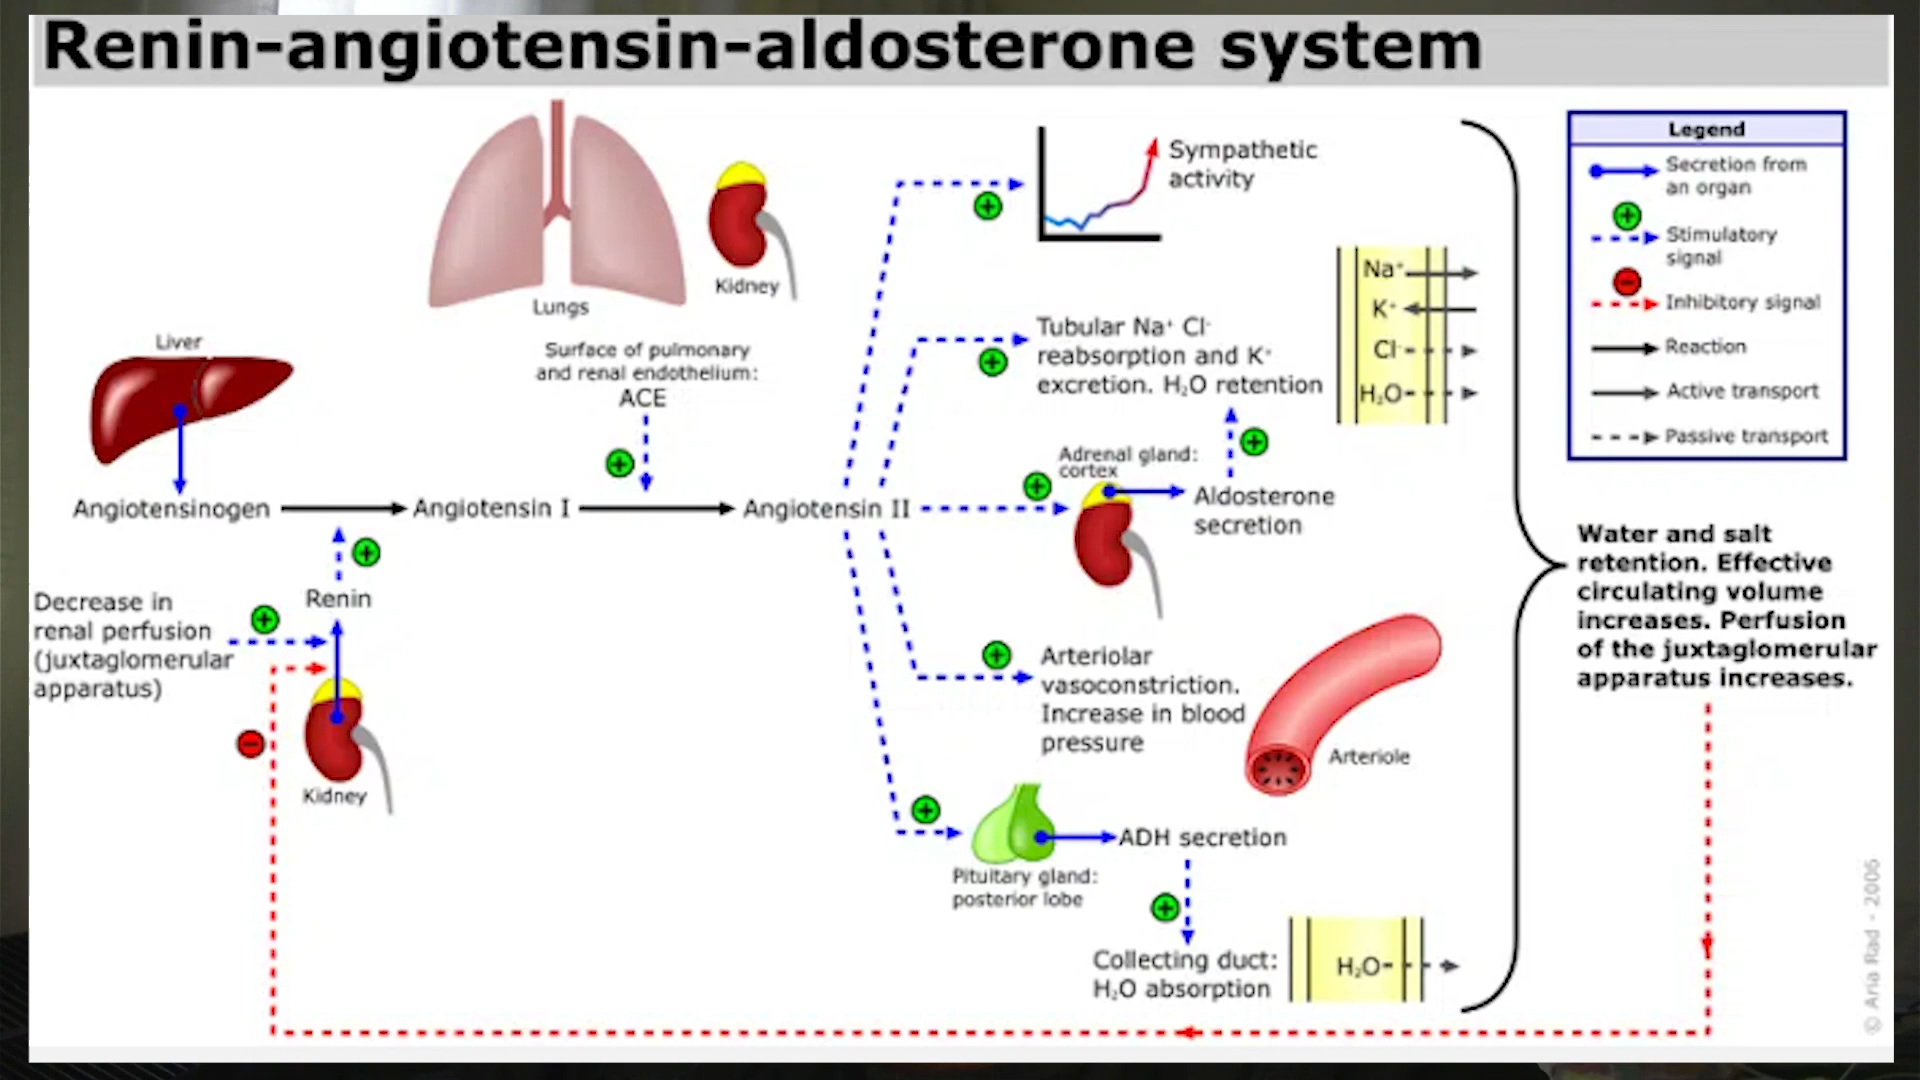 Renin-angiotensin-aldosterone system
Lungs
Kidney
Sympathetic
activity
Legend
Secretion from
an organ
+
Stimulatory
signal
−
Inhibitory signal
Reaction
Active transport
Passive transport
+
Liver
Surface of pulmonary
and renal endothelium:
ACE
+
Tubular Na⁺ Cl⁻
reabsorption and K⁺
excretion. H₂O retention
+
Na⁺
K⁺
Cl⁻
H₂O
Adrenal gland:
cortex
+
+
Angiotensinogen
Angiotensin I
Angiotensin II
Aldosterone
secretion
+
Renin
Decrease in
renal perfusion
(juxtaglomerular
apparatus)
+
−
Kidney
Arteriolar
vasoconstriction.
Increase in blood
pressure
+
Arteriole
Water and salt
retention. Effective
circulating volume
increases. Perfusion
of the juxtaglomerular
apparatus increases.
+
Pituitary gland:
posterior lobe
ADH secretion
+
Collecting duct:
H₂O absorption
H₂O
© Aria Rad - 2006